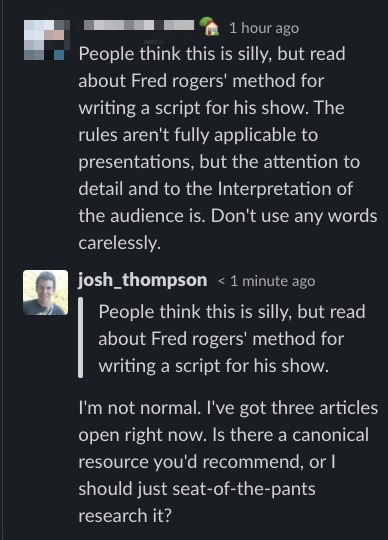 1 hour ago
People think this is silly, but read
about Fred rogers' method for
writing a script for his show. The
rules aren't fully applicable to
presentations, but the attention to
detail and to the Interpretation of
the audience is. Don't use any words
carelessly.
josh_thompson < 1 minute ago
People think this is silly, but read
about Fred rogers' method for
writing a script for his show.
I'm not normal. I've got three articles
open right now. Is there a canonical
resource you'd recommend, or I
should just seat-of-the-pants
research it?